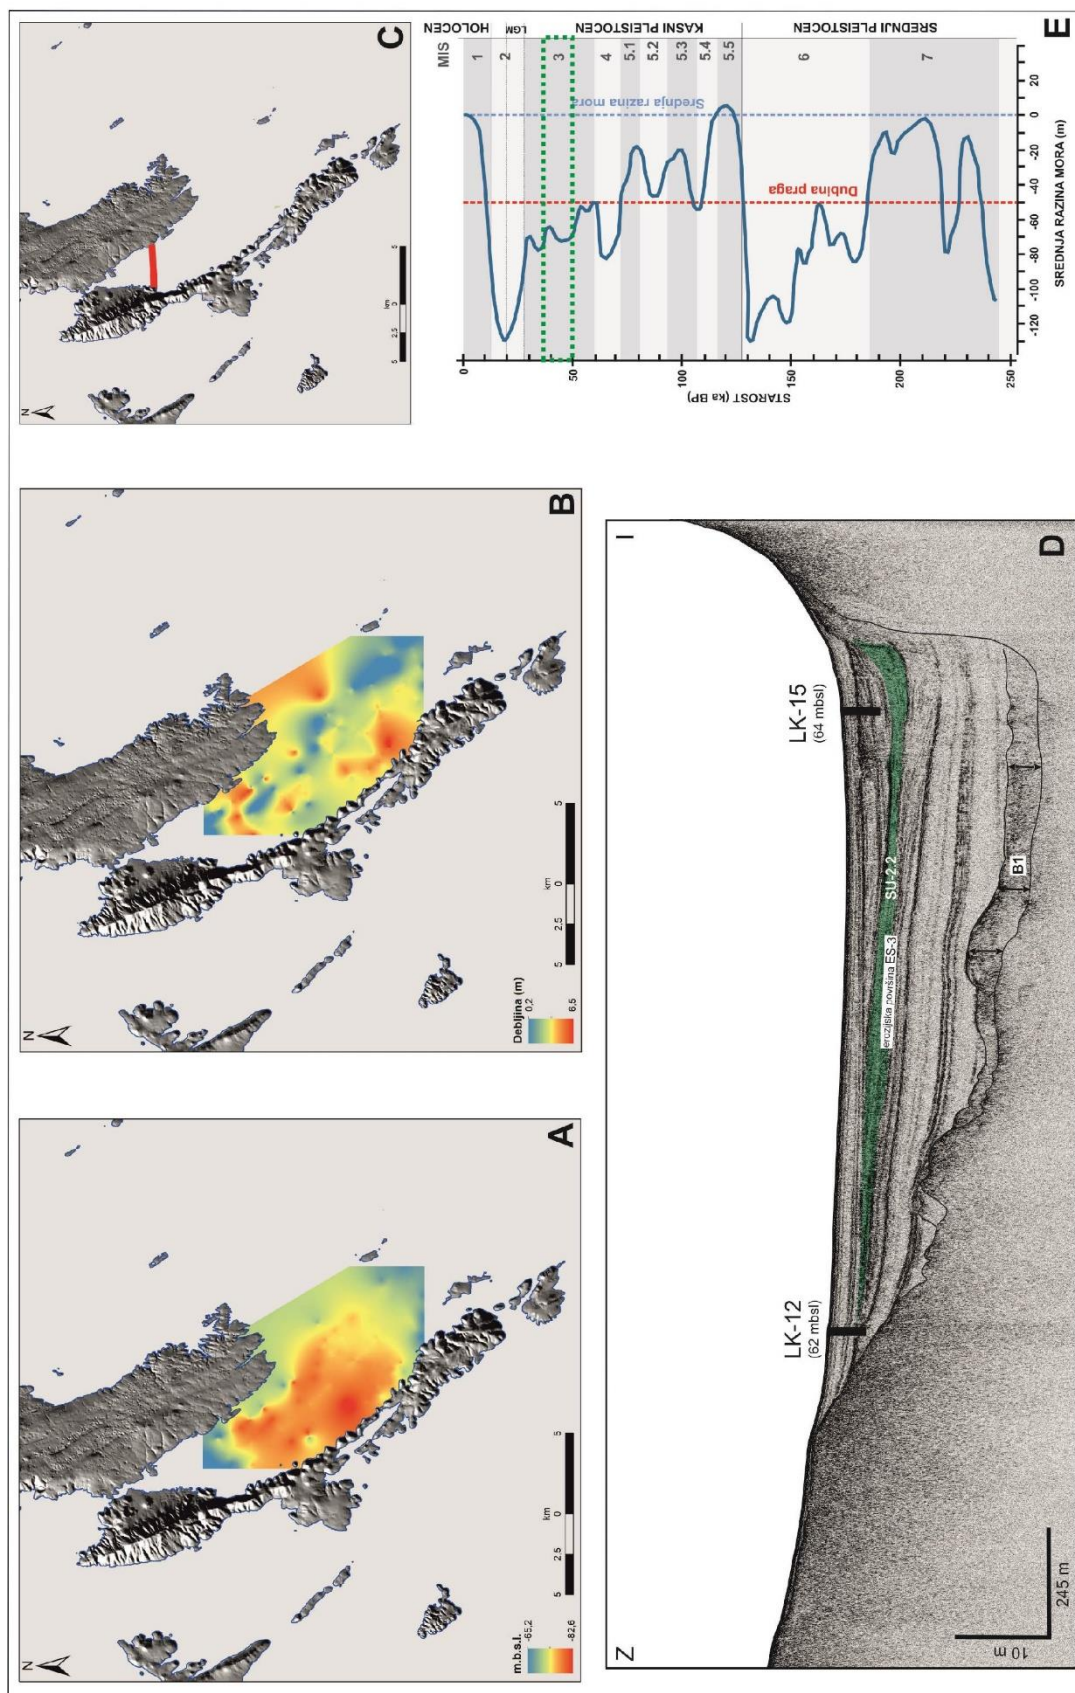 N
m.b.s.l.
-65,2
-82,6
5
2.5
0
km
5
A
N
Debljina (m)
0,2
6,5
5
2.5
0
km
5
B
N
5
2.5
0
km
5
C
Z
I
LK-12
(62 mbsl)
LK-15
(64 mbsl)
erozijska površina ES-3
SU-2.2
B1
10 m
245 m
D
HOLOCEN
LGM
KASNI PLEISTOCEN
SREDNJI PLEISTOCEN
MIS
1
2
3
4
5.1
5.2
5.3
5.4
5.5
6
7
E
Srednja razina mora
Dubina praga
20
0
-20
-40
-60
-80
-100
-120
SREDNJA RAZINA MORA (m)
0
50
100
150
200
250
STAROST (ka BP)